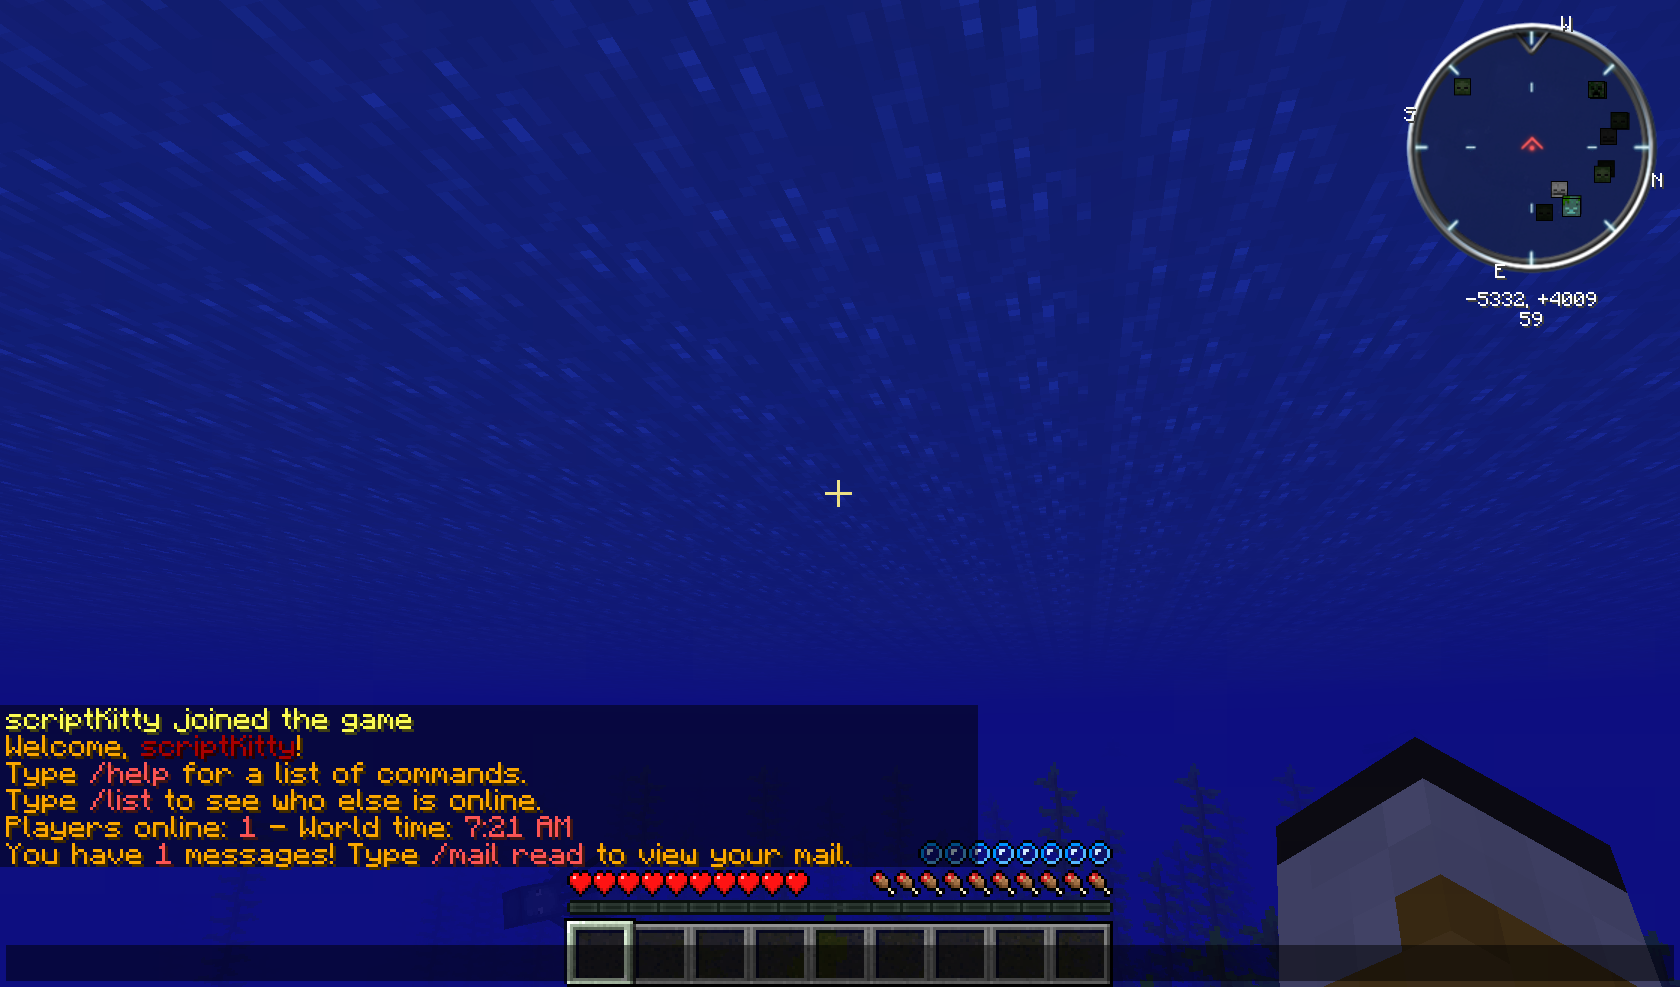 W
S
N
E
-5332, +4009
59
scriptKitty joined the game
Welcome, scriptKitty!
Type /help for a list of commands.
Type /list to see who else is online.
Players online: 1 - World time: 7:21 AM
You have 1 messages! Type /mail read to view your mail.